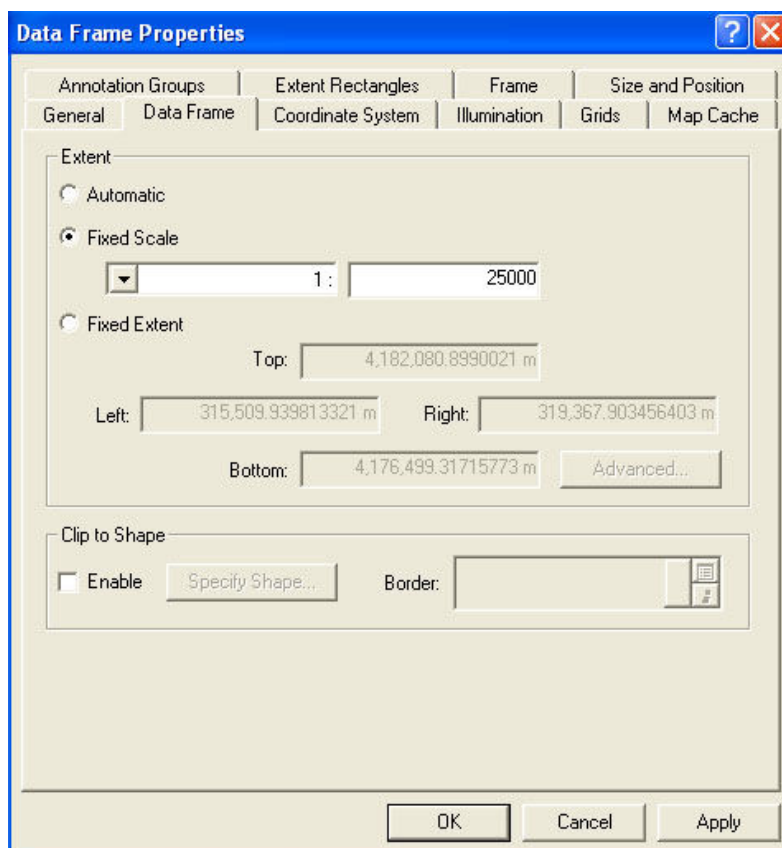 Data Frame Properties
Annotation Groups Extent Rectangles Frame Size and Position
General Data Frame Coordinate System Illumination Grids Map Cache
Extent
Automatic
Fixed Scale
1 : 25000
Fixed Extent
Top: 4,182,080.8990021 m
Left: 315,509.939813321 m Right: 319,367.903456403 m
Bottom: 4,176,499.31715773 m Advanced...
Clip to Shape
Enable Specify Shape... Border:
OK Cancel Apply